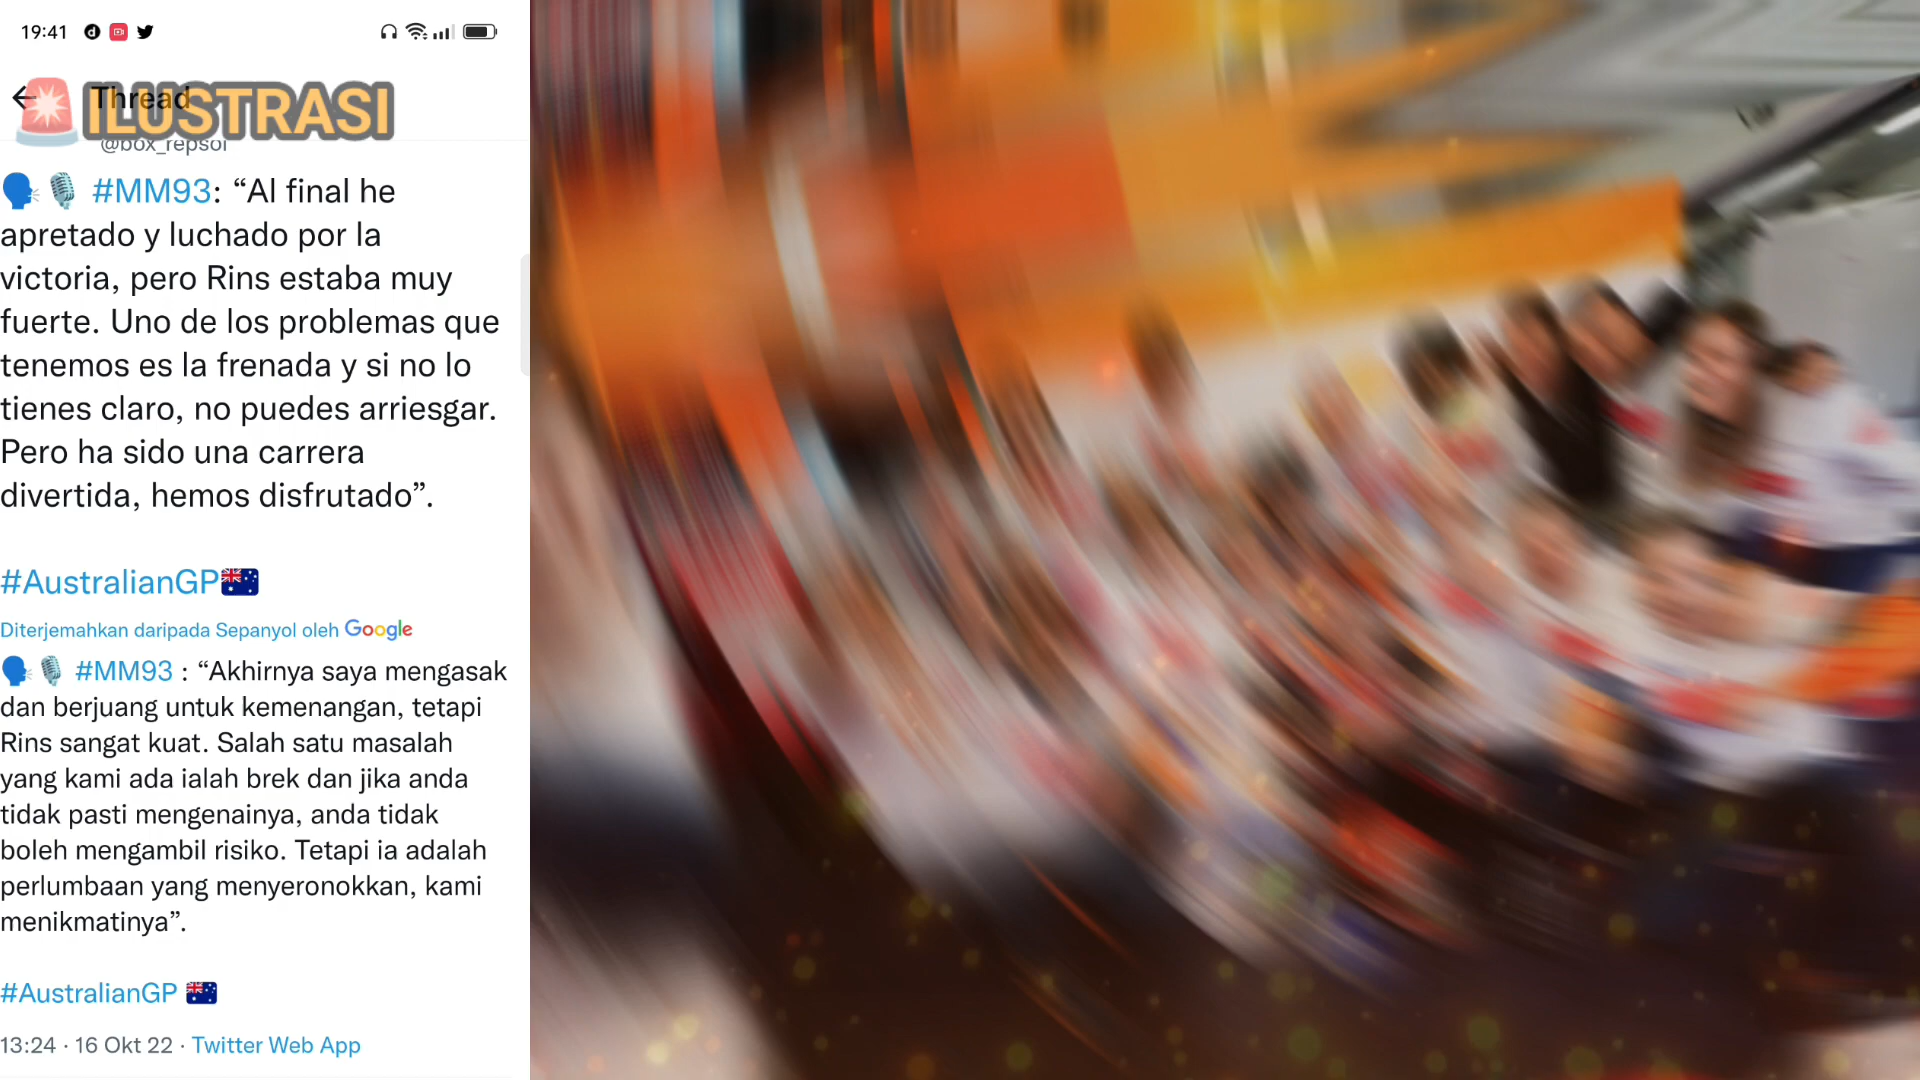 19:41
Thread
ILUSTRASI
@box_repsol
#MM93: “Al final he
apretado y luchado por la
victoria, pero Rins estaba muy
fuerte. Uno de los problemas que
tenemos es la frenada y si no lo
tienes claro, no puedes arriesgar.
Pero ha sido una carrera
divertida, hemos disfrutado”.
#AustralianGP
Diterjemahkan daripada Sepanyol oleh Google
#MM93 : “Akhirnya saya mengasak
dan berjuang untuk kemenangan, tetapi
Rins sangat kuat. Salah satu masalah
yang kami ada ialah brek dan jika anda
tidak pasti mengenainya, anda tidak
boleh mengambil risiko. Tetapi ia adalah
perlumbaan yang menyeronokkan, kami
menikmatinya”.
#AustralianGP
13:24 · 16 Okt 22 · Twitter Web App